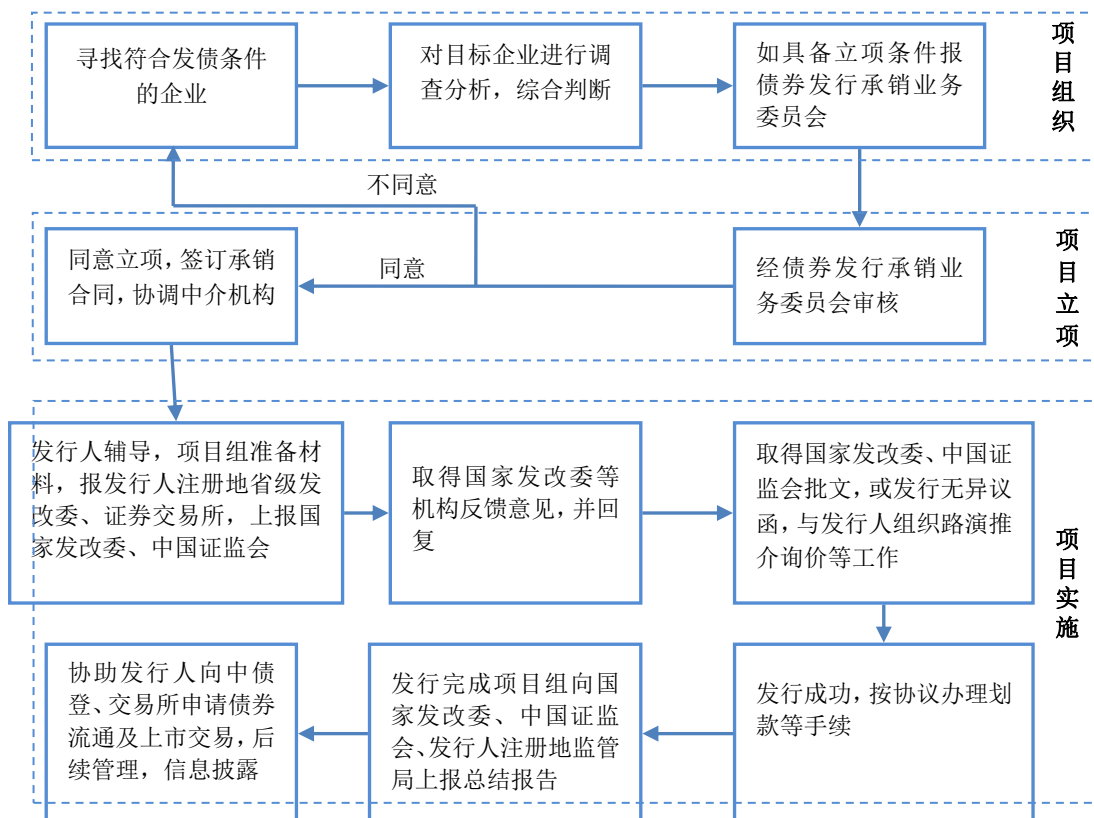 寻找符合发债条件
的企业
对目标企业进行调
查分析，综合判断
如具备立项条件报
债券发行承销业务
委员会
项
目
组
织
不同意
同意立项，签订承销
合同，协调中介机构
同意
经债券发行承销业
务委员会审核
项
目
立
项
发行人辅导，项目组准备材
料，报发行人注册地省级发
改委、证券交易所，上报国
家发改委、中国证监会
取得国家发改委等
机构反馈意见，并回
复
取得国家发改委、中国证
监会批文，或发行无异议
函，与发行人组织路演推
介询价等工作
项
目
实
施
协助发行人向中债
登、交易所申请债券
流通及上市交易，后
续管理，信息披露
发行完成项目组向国
家发改委、中国证监
会、发行人注册地监管
局上报总结报告
发行成功，按协议办理划
款等手续